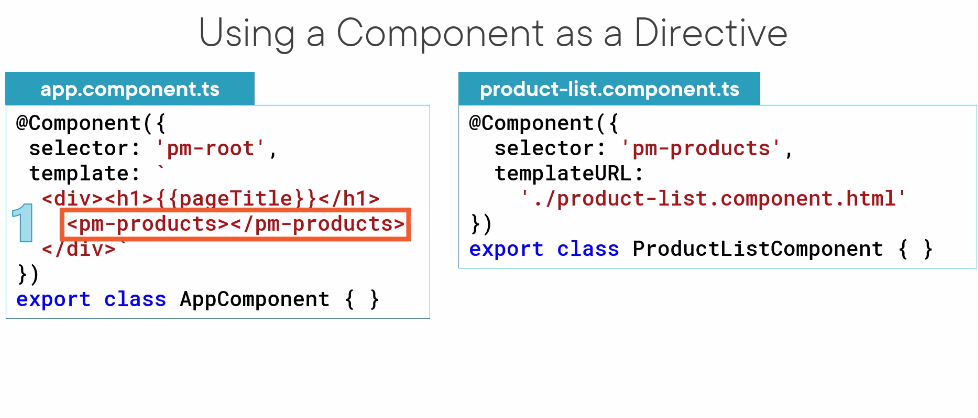 Using a Component as a Directive
app.component.ts
@Component({
selector: 'pm-root',
template: `
<div><h1>{{pageTitle}}</h1>
1
<pm-products></pm-products>
</div>`
})
export class AppComponent { }
product-list.component.ts
@Component({
selector: 'pm-products',
templateURL:
'./product-list.component.html'
})
export class ProductListComponent { }